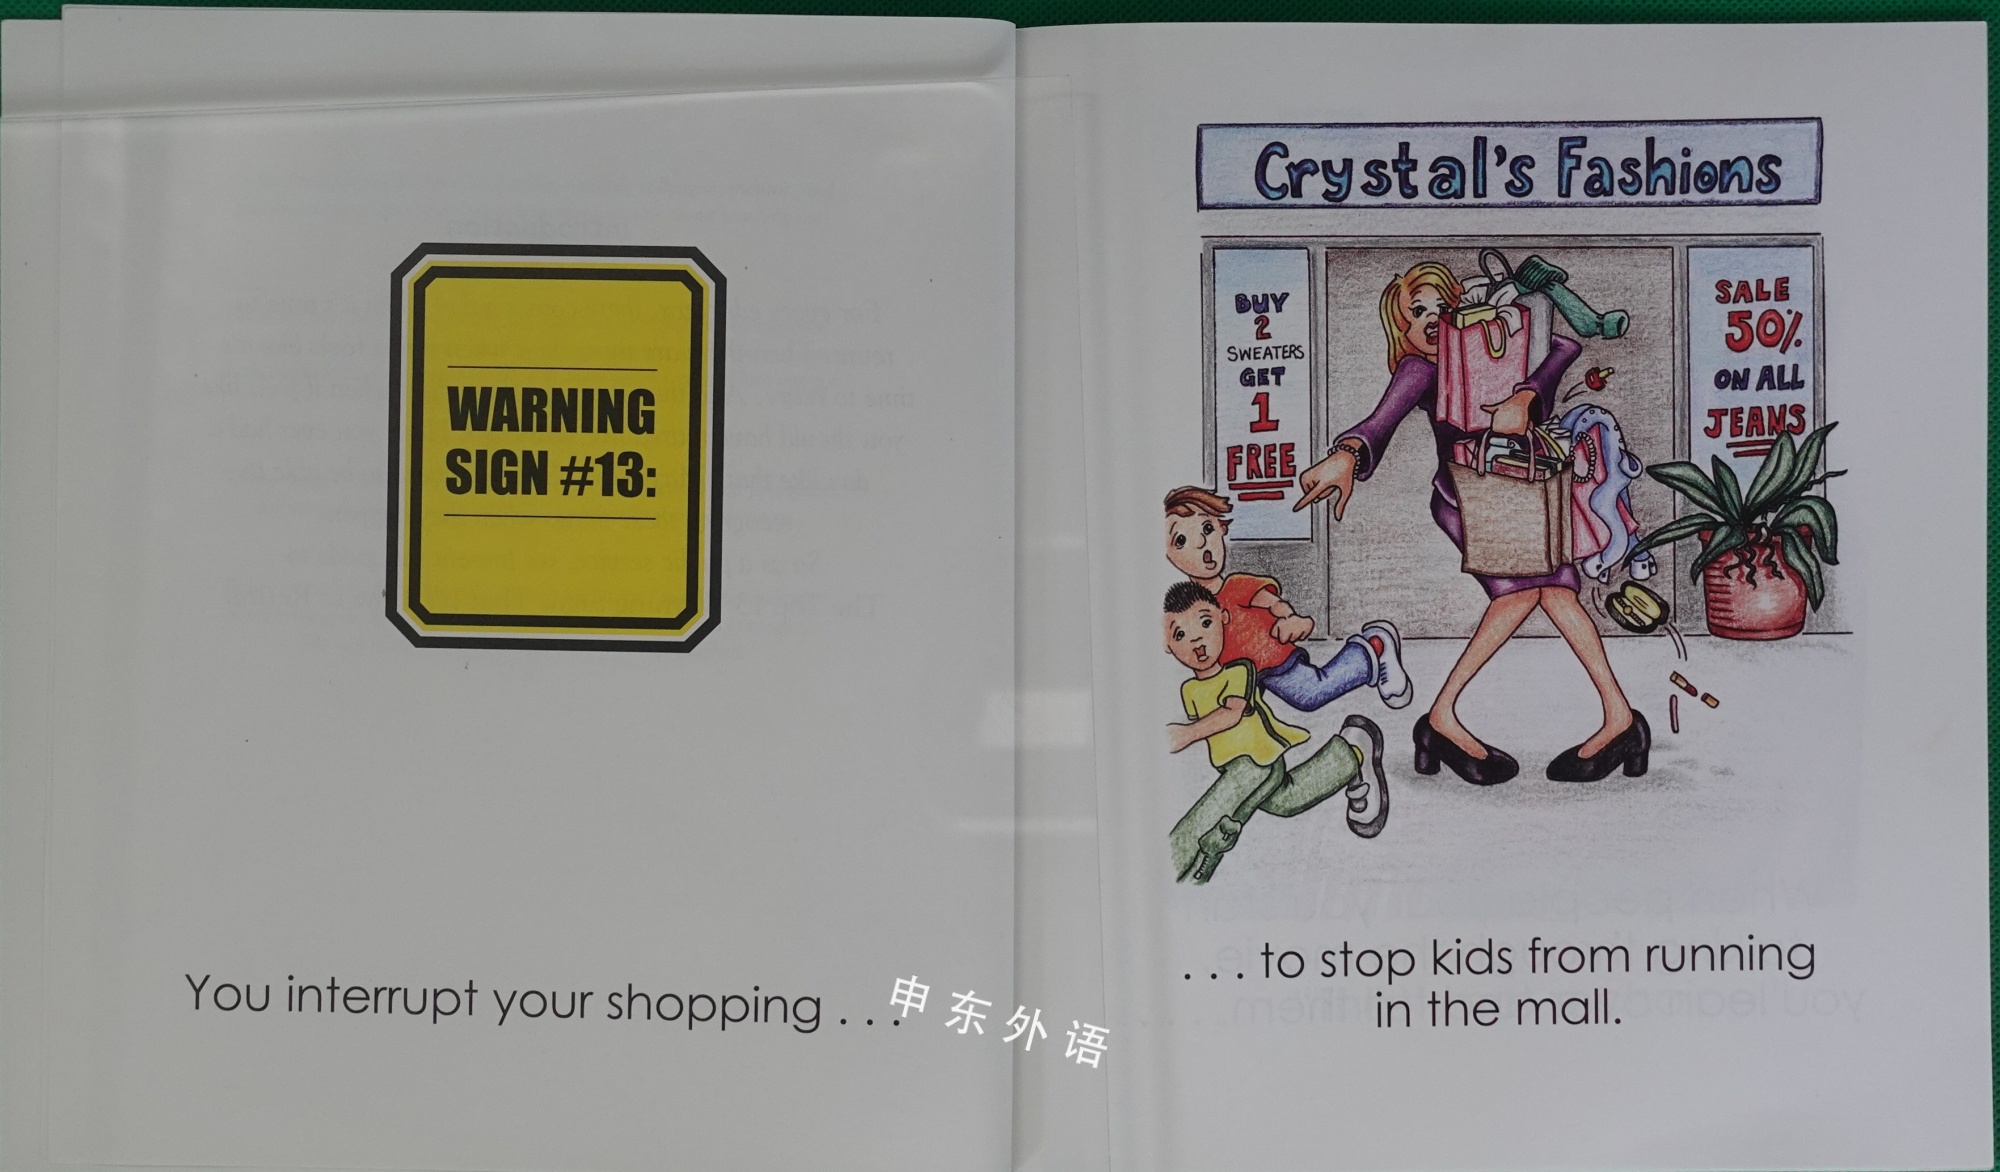 WARNING
SIGN #13:
You interrupt your shopping . . .
申东外语
Crystal's Fashions
BUY
2
SWEATERS
GET
1
FREE
SALE
50%
ON ALL
JEANS
. . . to stop kids from running
in the mall.